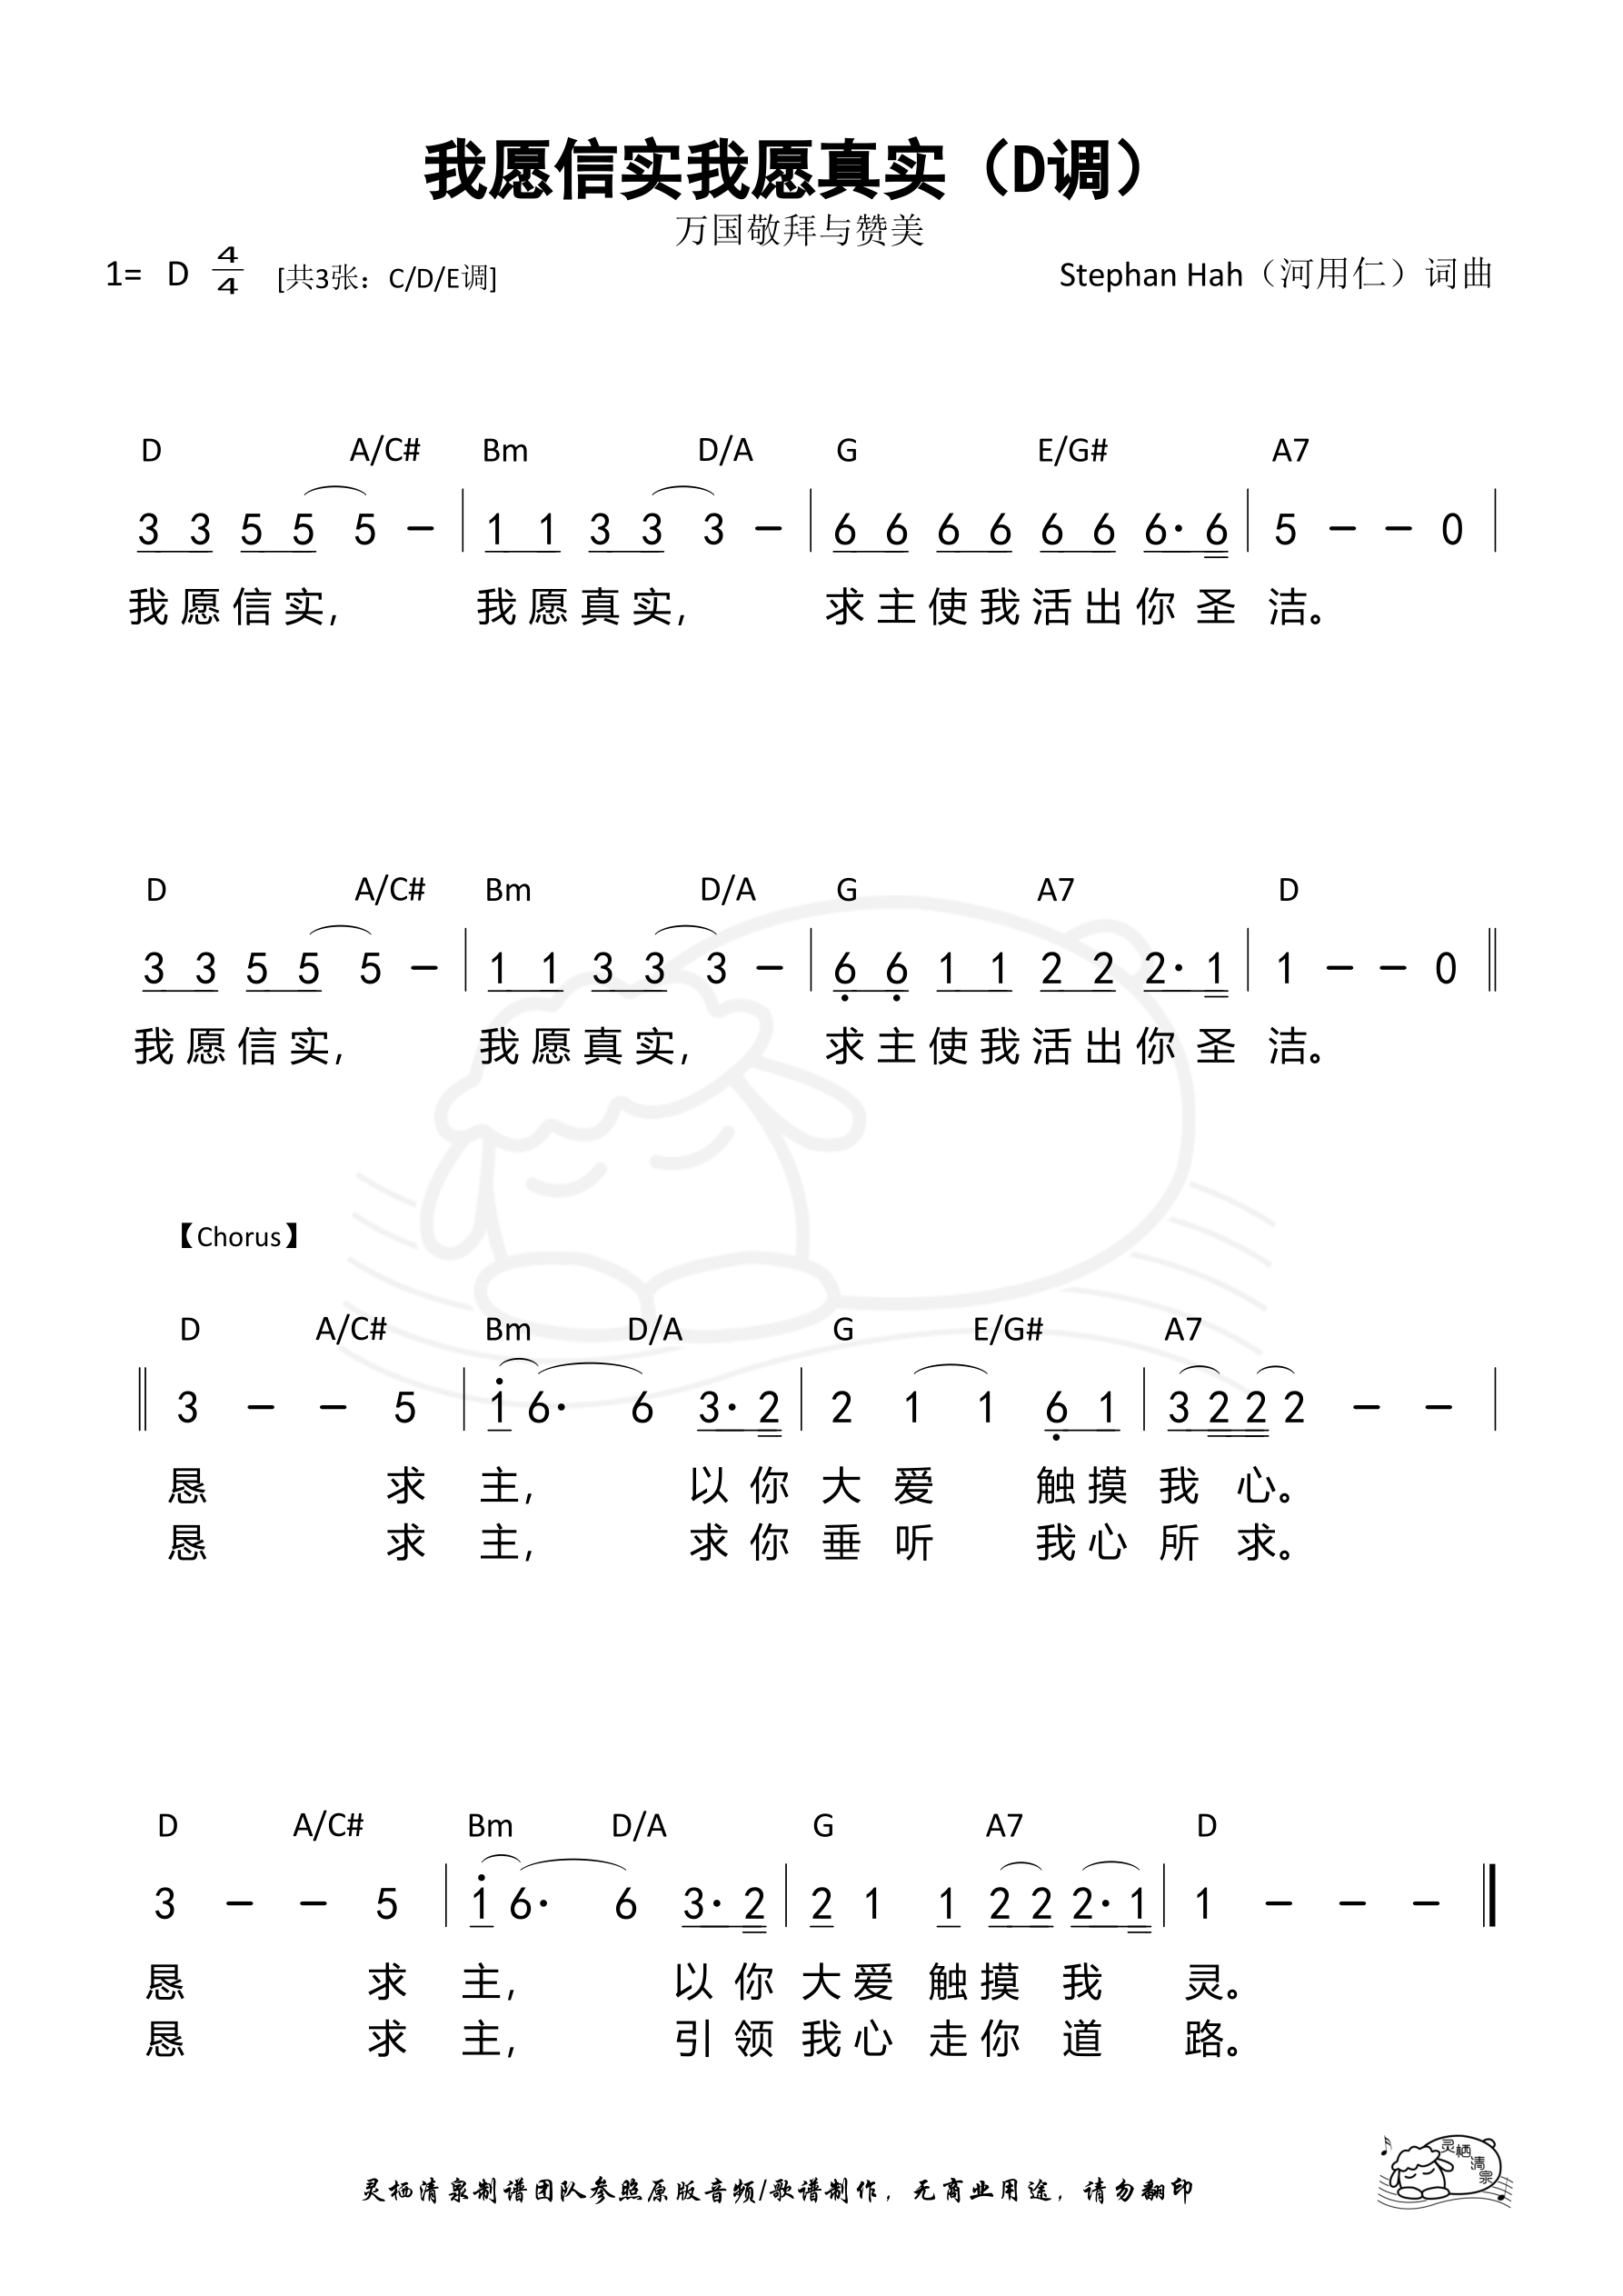 我愿信实我愿真实（D调）
万国敬拜与赞美
1= D 4/4 [共3张：C/D/E调] Stephan Hah（河用仁）词曲
D A/C# Bm D/A G E/G# A7
3 3 5 5 5 – | 1 1 3 3 3 – | 6 6 6 6 6 6 6· 6 | 5 – – 0 |
我愿信实， 我愿真实， 求主使我活出你圣洁。
D A/C# Bm D/A G A7 D
3 3 5 5 5 – | 1 1 3 3 3 – | 6 6 1 1 2 2 2· 1 | 1 – – 0 ‖
我愿信实， 我愿真实， 求主使我活出你圣洁。
【Chorus】
D A/C# Bm D/A G E/G# A7
‖ 3 – – 5 | 1 6· 6 3· 2 | 2 1 1 6 1 | 3 2 2 2 – – |
恳 求 主， 以你大爱 触摸我心。
恳 求 主， 求你垂听 我心所求。
D A/C# Bm D/A G A7 D
3 – – 5 | 1 6· 6 3· 2 | 2 1 1 2 2 2· 1 | 1 – – – ‖
恳 求 主， 以你大爱触摸我 灵。
恳 求 主， 引领我心走你道 路。
灵栖清泉制谱团队参照原版音频/歌谱制作，无商业用途，请勿翻印
灵栖清泉